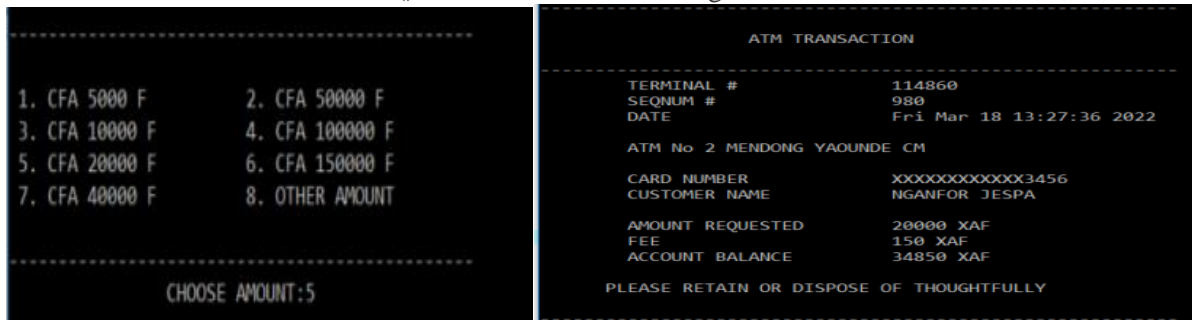 1. CFA 5000 F 2. CFA 50000 F
3. CFA 10000 F 4. CFA 100000 F
5. CFA 20000 F 6. CFA 150000 F
7. CFA 40000 F 8. OTHER AMOUNT
CHOOSE AMOUNT:5
ATM TRANSACTION
TERMINAL # 114860
SEQNUM # 980
DATE Fri Mar 18 13:27:36 2022
ATM No 2 MENDONG YAOUNDE CM
CARD NUMBER XXXXXXXXXXXX3456
CUSTOMER NAME NGANFOR JESPA
AMOUNT REQUESTED 20000 XAF
FEE 150 XAF
ACCOUNT BALANCE 34850 XAF
PLEASE RETAIN OR DISPOSE OF THOUGHTFULLY